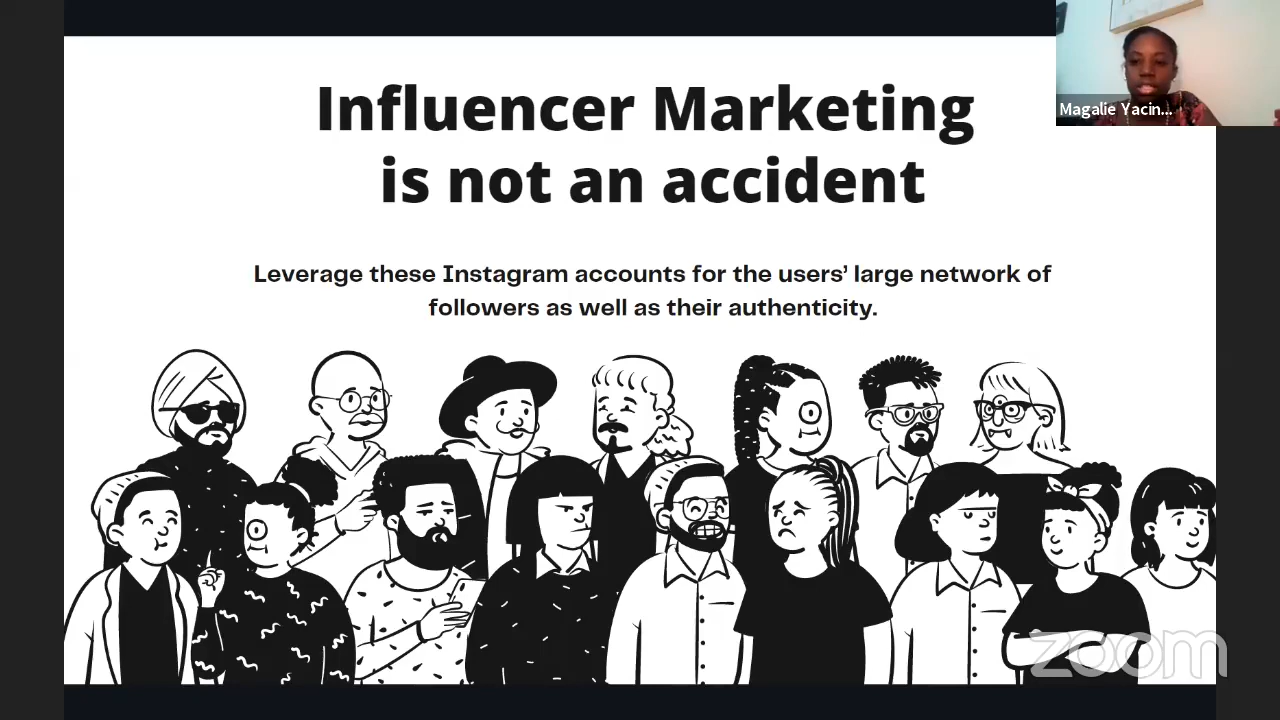 Influencer Marketing
is not an accident
Leverage these Instagram accounts for the users’ large network of
followers as well as their authenticity.
Magalie Yacin...
zoom